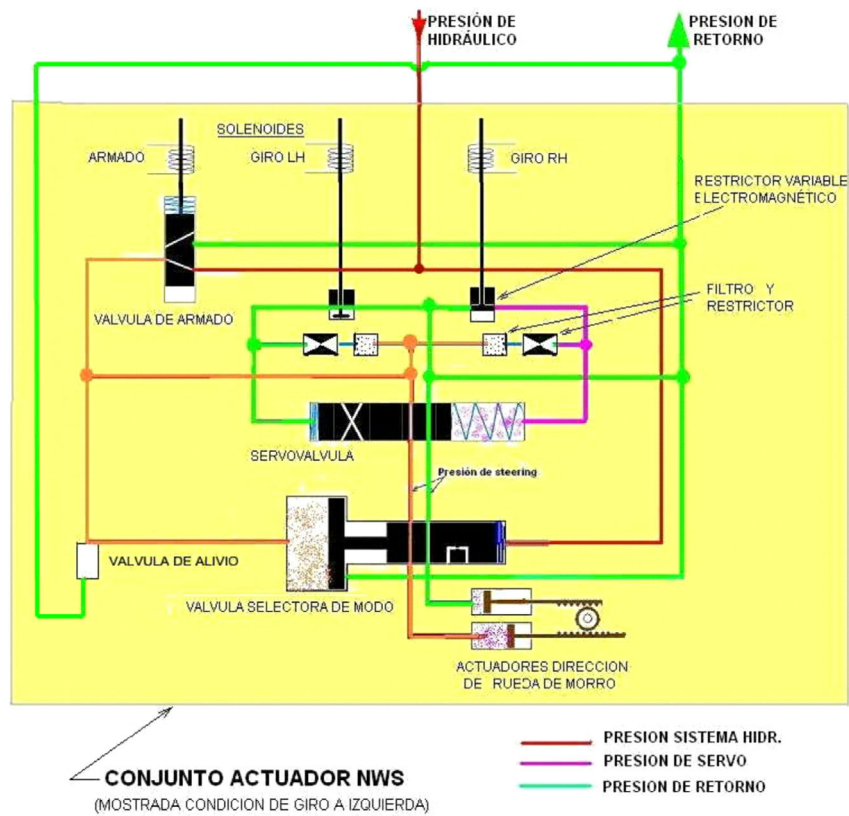 PRESIÓN DE
HIDRÁULICO
PRESION DE
RETORNO
SOLENOIDES
ARMADO
GIRO LH
GIRO RH
RESTRICTOR VARIABLE
ELECTROMAGNÉTICO
FILTRO Y
RESTRICTOR
VALVULA DE ARMADO
SERVOVALVULA
Presión de steering
VALVULA DE ALIVIO
VALVULA SELECTORA DE MODO
ACTUADORES DIRECCION
DE RUEDA DE MORRO
PRESION SISTEMA HIDR.
PRESION DE SERVO
PRESION DE RETORNO
CONJUNTO ACTUADOR NWS
(MOSTRADA CONDICION DE GIRO A IZQUIERDA)